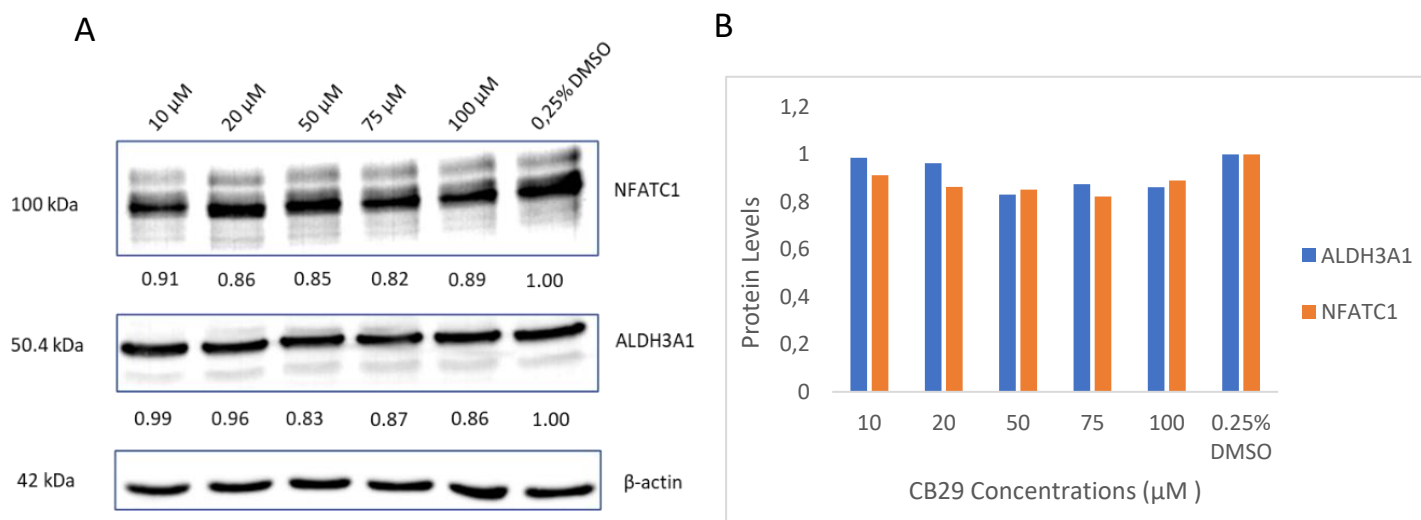 A
10 µM 20 µM 50 µM 75 µM 100 µM 0,25% DMSO
100 kDa
NFATC1
0.91 0.86 0.85 0.82 0.89 1.00
50.4 kDa
ALDH3A1
0.99 0.96 0.83 0.87 0.86 1.00
42 kDa
β-actin
B
1,2
1
0,8
0,6
0,4
0,2
0
Protein Levels
10 20 50 75 100 0.25%
DMSO
CB29 Concentrations (µM )
ALDH3A1
NFATC1